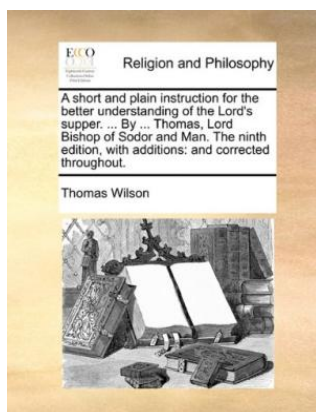 ECCO
Religion and Philosophy
A short and plain instruction for the
better understanding of the Lord's
supper. ... By ... Thomas, Lord
Bishop of Sodor and Man. The ninth
edition, with additions: and corrected
throughout.
Thomas Wilson